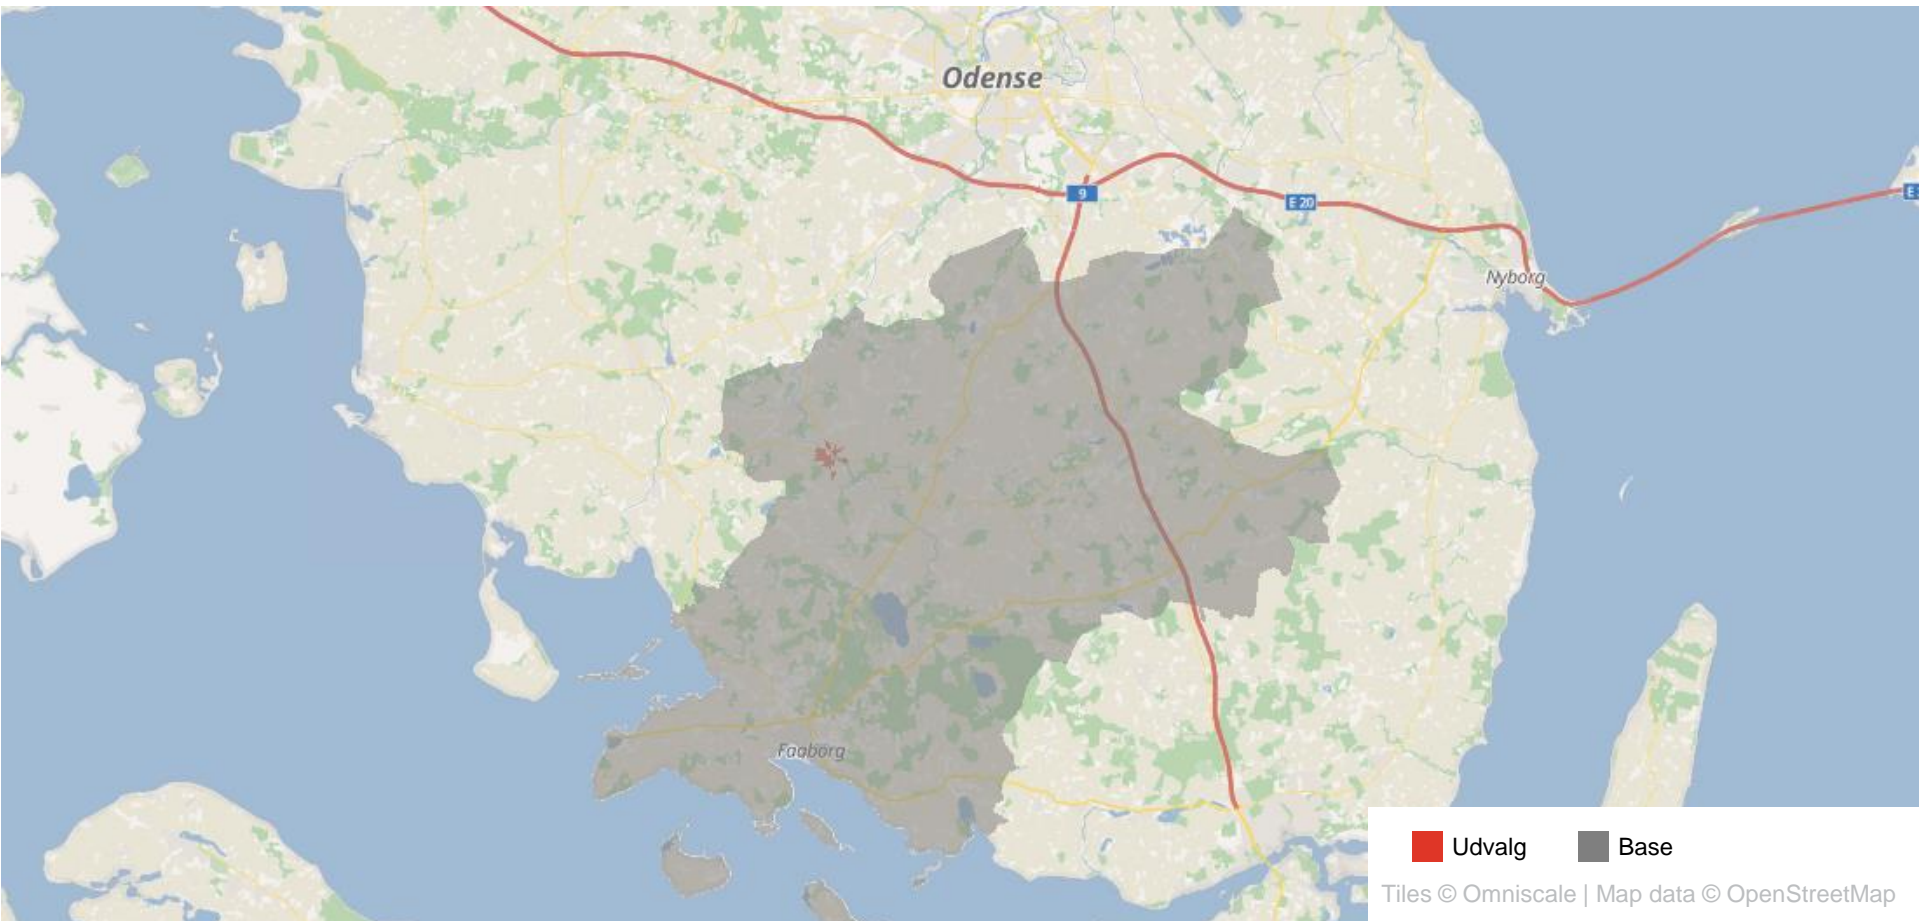 Odense
9
E 20
E
Nyborg
Faaborg
Udvalg
Base
Tiles © Omniscale | Map data © OpenStreetMap